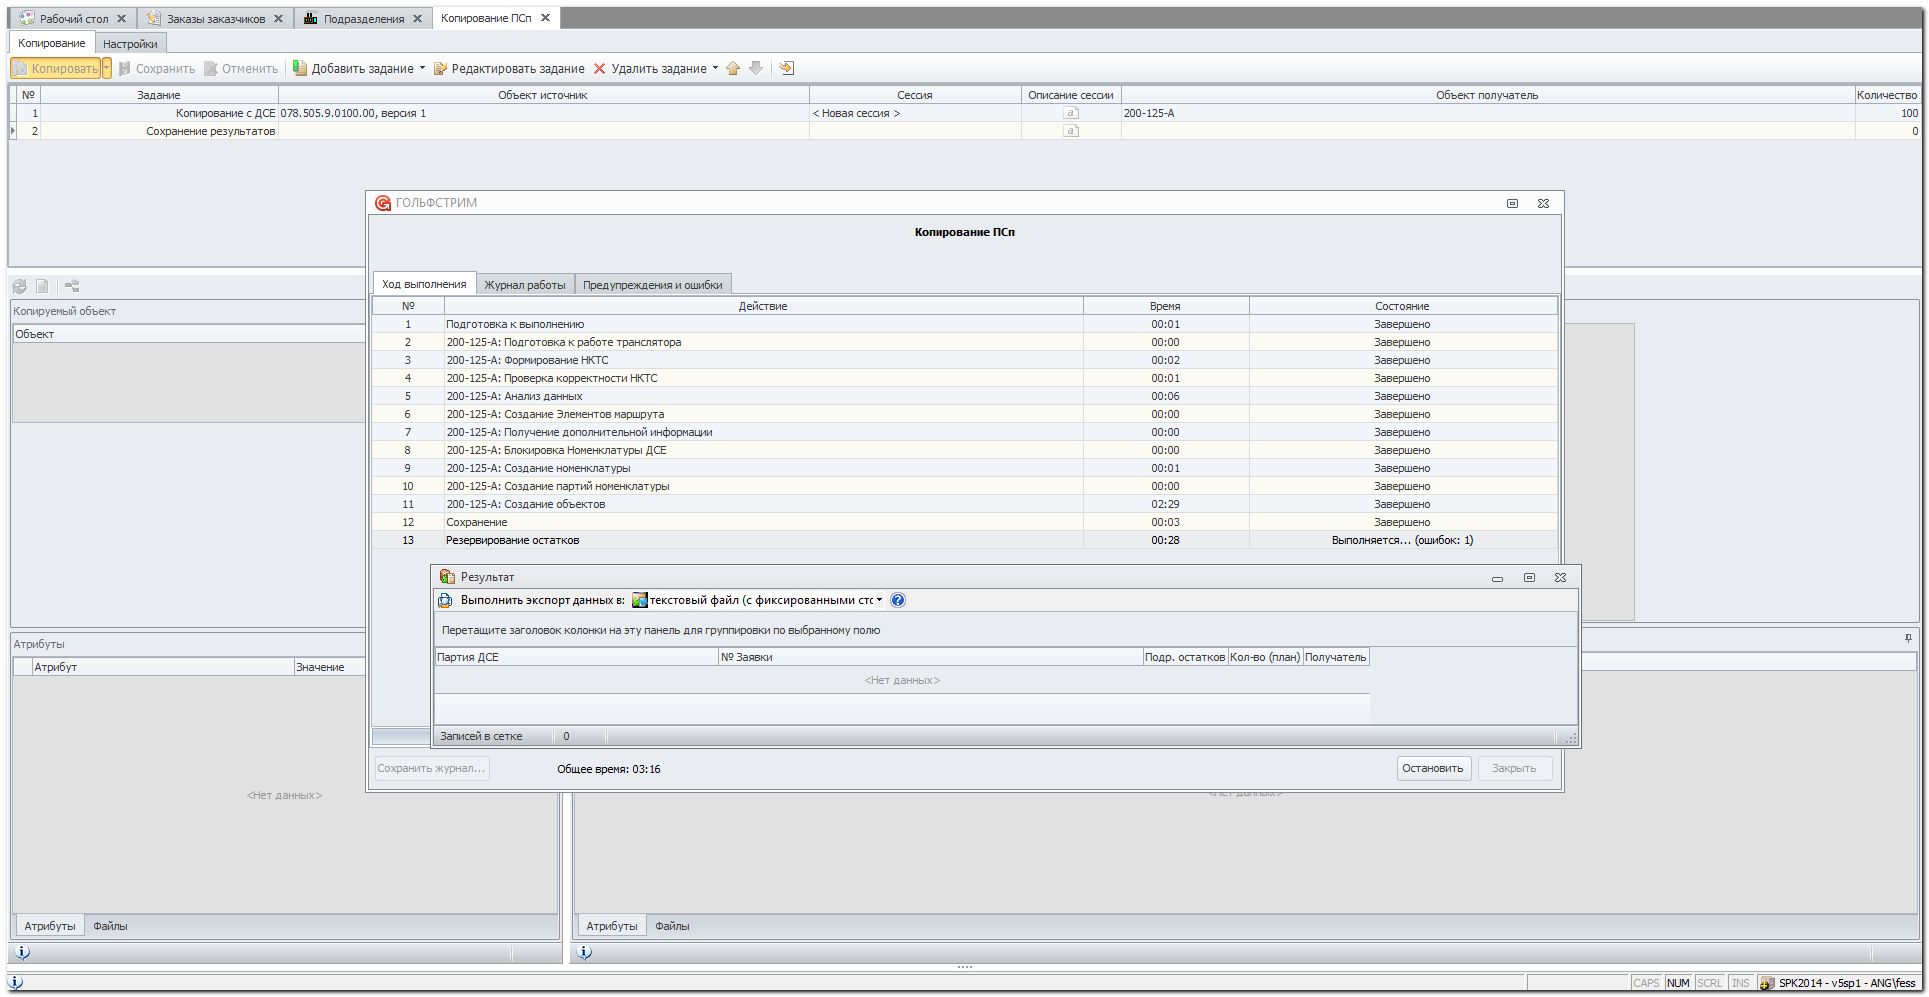 Рабочий стол Заказы заказчиков Подразделения Копирование ПСп
Копирование Настройки
Копировать Сохранить Отменить Добавить задание Редактировать задание Удалить задание
№ Задание Объект источник Сессия Описание сессии Объект получатель Количество
1 Копирование с ДСЕ 078.505.9.0100.00, версия 1 < Новая сессия > a 200-125-А 100
2 Сохранение результатов a 0
ГОЛЬФСТРИМ
Копирование ПСп
Ход выполнения Журнал работы Предупреждения и ошибки
№ Действие Время Состояние
1 Подготовка к выполнению 00:01 Завершено
2 200-125-А: Подготовка к работе транслятора 00:00 Завершено
3 200-125-А: Формирование НКТС 00:02 Завершено
4 200-125-А: Проверка корректности НКТС 00:01 Завершено
5 200-125-А: Анализ данных 00:06 Завершено
6 200-125-А: Создание Элементов маршрута 00:00 Завершено
7 200-125-А: Получение дополнительной информации 00:00 Завершено
8 200-125-А: Блокировка Номенклатуры ДСЕ 00:00 Завершено
9 200-125-А: Создание номенклатуры 00:01 Завершено
10 200-125-А: Создание партий номенклатуры 00:00 Завершено
11 200-125-А: Создание объектов 02:29 Завершено
12 Сохранение 00:03 Завершено
13 Резервирование остатков 00:28 Выполняется... (ошибок: 1)
Копируемый объект
Объект
Результат
Выполнить экспорт данных в: текстовый файл (с фиксированными стс
Перетащите заголовок колонки на эту панель для группировки по выбранному полю
Партия ДСЕ № Заявки Подр. остатков Кол-во (план) Получатель
<Нет данных>
Записей в сетке 0
Сохранить журнал... Общее время: 03:16 Остановить Закрыть
Атрибуты
Атрибут Значение
<Нет данных> <Нет данных>
Атрибуты Файлы Атрибуты Файлы
CAPS NUM SCRL INS SPK2014 - v5sp1 - ANG\fess